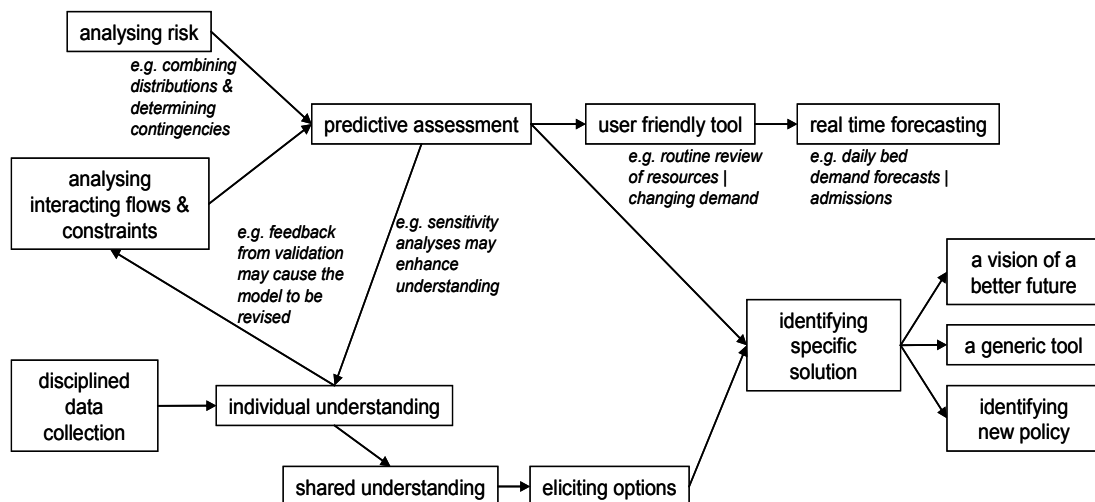 analysing risk
e.g. combining
distributions &
determining
contingencies
predictive assessment
user friendly tool
real time forecasting
e.g. routine review
of resources |
changing demand
e.g. daily bed
demand forecasts |
admissions
analysing
interacting flows &
constraints
e.g. feedback
from validation
may cause the
model to be
revised
e.g. sensitivity
analyses may
enhance
understanding
a vision of a
better future
identifying
specific
solution
a generic tool
disciplined
data
collection
individual understanding
identifying
new policy
shared understanding
eliciting options